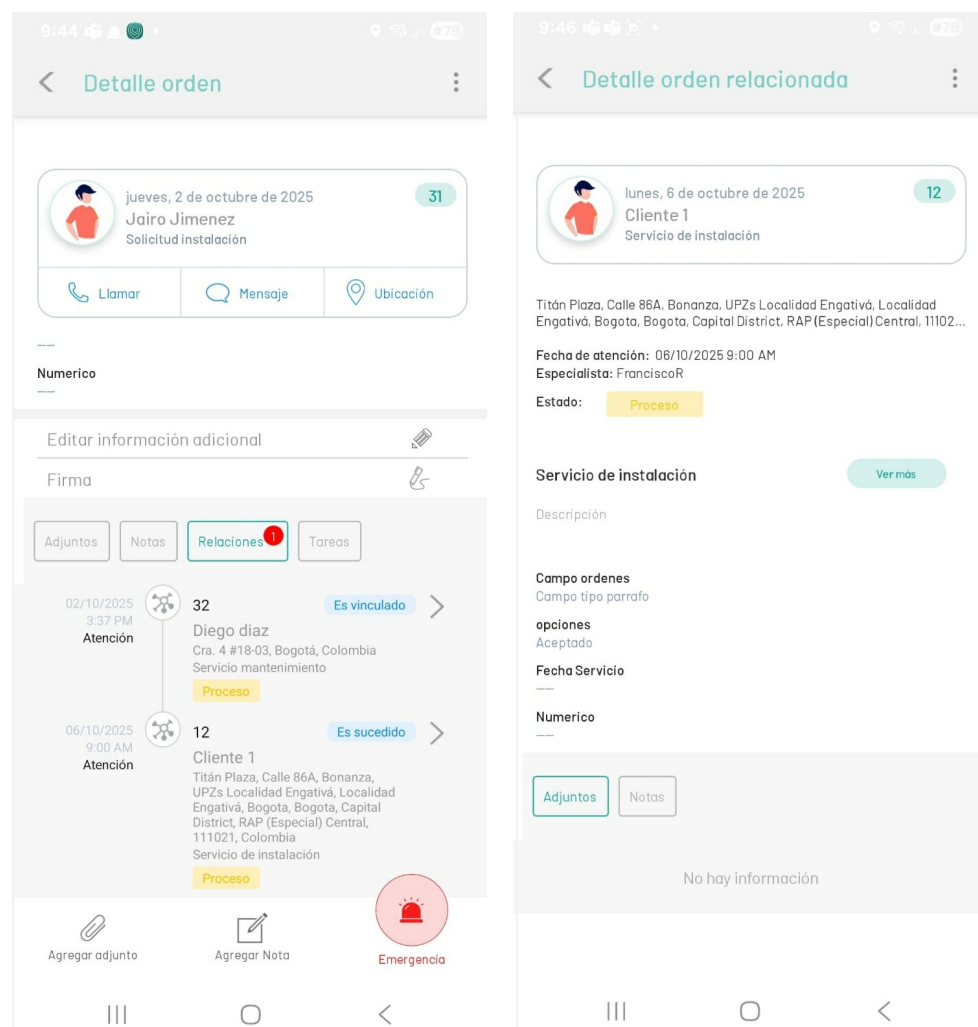 9:44
79
Detalle orden
jueves, 2 de octubre de 2025
31
Jairo Jimenez
Solicitud instalación
Llamar
Mensaje
Ubicación
––
Numerico
––
Editar información adicional
Firma
Adjuntos
Notas
Relaciones
1
Tareas
02/10/2025
3:37 PM
Atención
32
Es vinculado
Diego diaz
Cra. 4 #18-03, Bogotá, Colombia
Servicio mantenimiento
Proceso
06/10/2025
9:00 AM
Atención
12
Es sucedido
Cliente 1
Titán Plaza, Calle 86A, Bonanza,
UPZs Localidad Engativá, Localidad
Engativá, Bogota, Bogota, Capital
District, RAP (Especial) Central,
111021, Colombia
Servicio de instalación
Proceso
Agregar adjunto
Agregar Nota
Emergencia
9:46
78
Detalle orden relacionada
lunes, 6 de octubre de 2025
12
Cliente 1
Servicio de instalación
Titán Plaza, Calle 86A, Bonanza, UPZs Localidad Engativá, Localidad
Engativá, Bogota, Bogota, Capital District, RAP (Especial) Central, 11102...
Fecha de atención: 06/10/2025 9:00 AM
Especialista: FranciscoR
Estado: Proceso
Servicio de instalación
Ver más
Descripción
Campo ordenes
Campo tipo parrafo
opciones
Aceptado
Fecha Servicio
––
Numerico
––
Adjuntos
Notas
No hay información